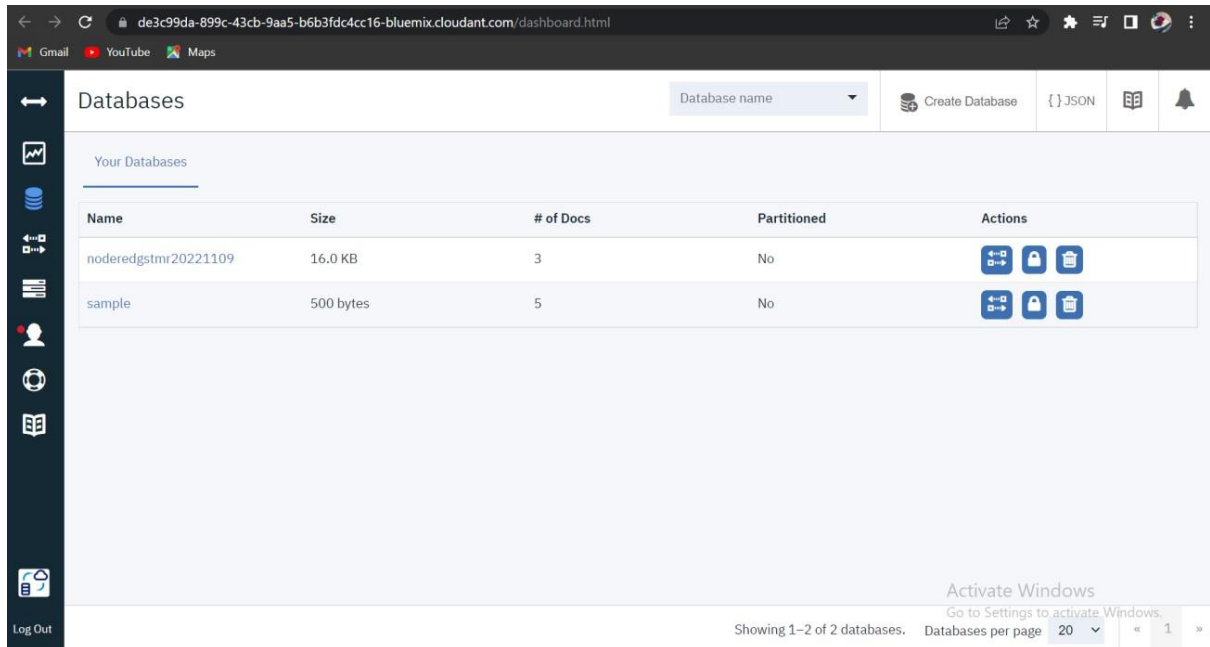 de3c99da-899c-43cb-9aa5-b6b3fdc4cc16-bluemix.cloudant.com/dashboard.html
Gmail YouTube Maps
Databases Database name Create Database { } JSON
Your Databases
Name Size # of Docs Partitioned Actions
noderedgstmr20221109 16.0 KB 3 No
sample 500 bytes 5 No
Activate Windows
Go to Settings to activate Windows.
Log Out Showing 1–2 of 2 databases. Databases per page 20 « 1 »